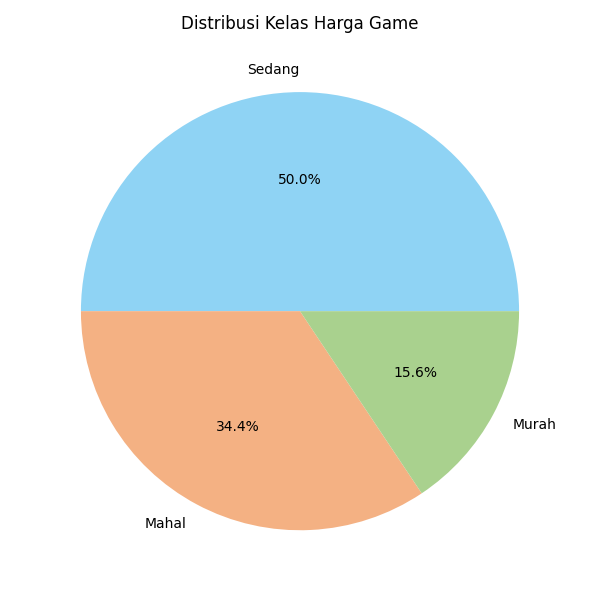 Distribusi Kelas Harga Game
Sedang
50.0%
15.6%
34.4%
Murah
Mahal